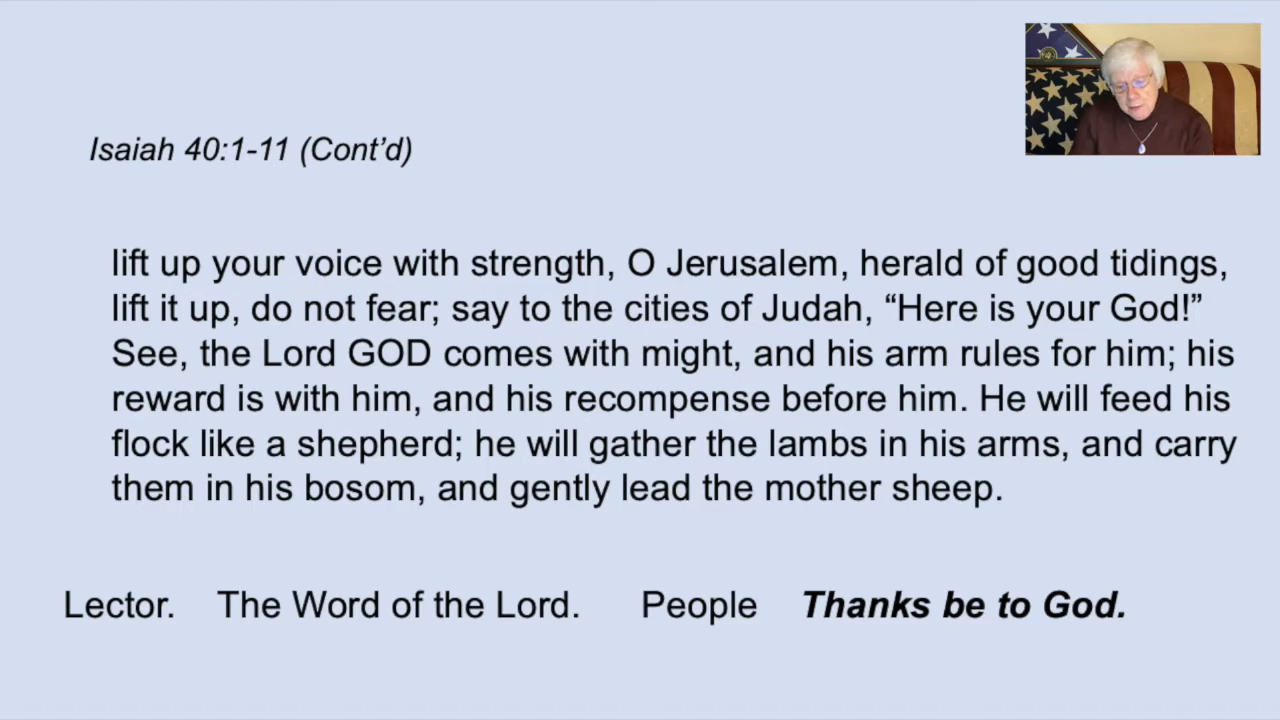 Isaiah 40:1-11 (Cont’d)
lift up your voice with strength, O Jerusalem, herald of good tidings,
lift it up, do not fear; say to the cities of Judah, “Here is your God!”
See, the Lord GOD comes with might, and his arm rules for him; his
reward is with him, and his recompense before him. He will feed his
flock like a shepherd; he will gather the lambs in his arms, and carry
them in his bosom, and gently lead the mother sheep.
Lector. The Word of the Lord. People Thanks be to God.